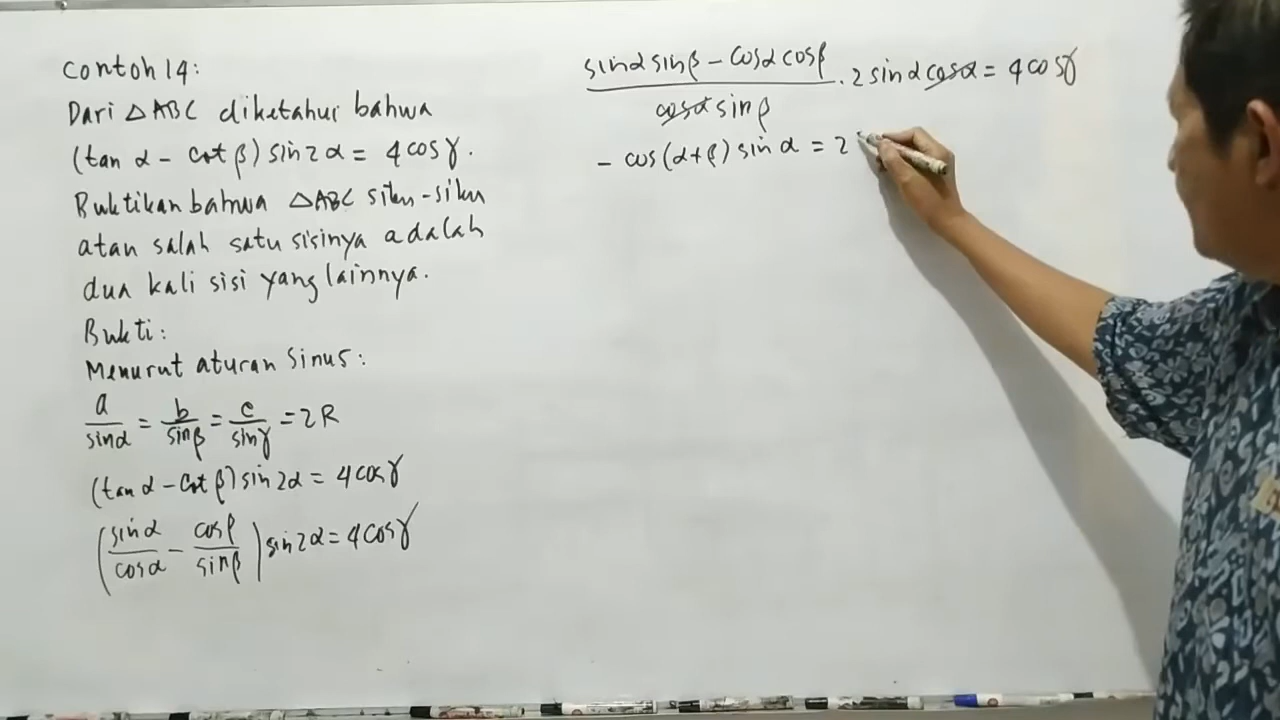 Contoh 14:
Dari △ABC diketahui bahwa
(tan α - cot β) sin 2α = 4 cos γ.
Buktikan bahwa △ABC siku-siku
atau salah satu sisinya adalah
dua kali sisi yang lainnya.
Bukti:
Menurut aturan sinus:
a/sin α = b/sin β = c/sin γ = 2R
(tan α - cot β) sin 2α = 4 cos γ
(sin α/cos α - cos β/sin β) sin 2α = 4 cos γ
(sin α sin β - cos α cos β)/(cos α sin β) · 2 sin α cos α = 4 cos γ
- cos(α+β) sin α = 2